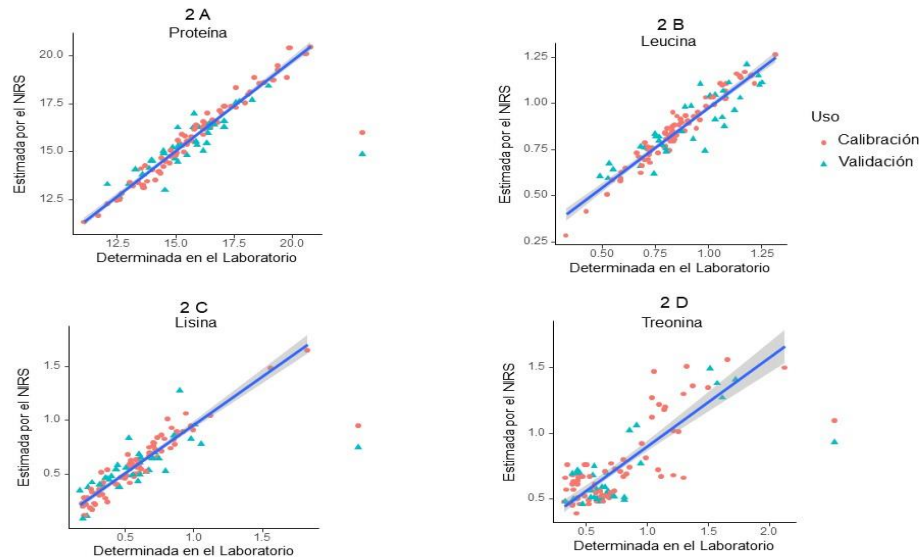 2 A
Proteína
Estimada por el NIRS
20.0
17.5
15.0
12.5
12.5 15.0 17.5 20.0
Determinada en el Laboratorio
2 B
Leucina
Estimada por el NIRS
1.25
1.00
0.75
0.50
0.25
0.50 0.75 1.00 1.25
Determinada en el Laboratorio
Uso
Calibración
Validación
2 C
Lisina
Estimada por el NIRS
1.5
1.0
0.5
0.5 1.0 1.5
Determinada en el Laboratorio
2 D
Treonina
Estimada por el NIRS
1.5
1.0
0.5
0.5 1.0 1.5 2.0
Determinada en el Laboratorio